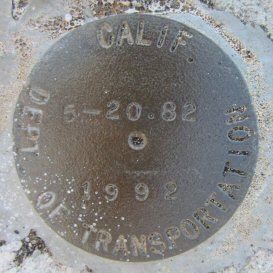 CALIF.
DEPT OF TRANSPORTATION
5-20.82
1992